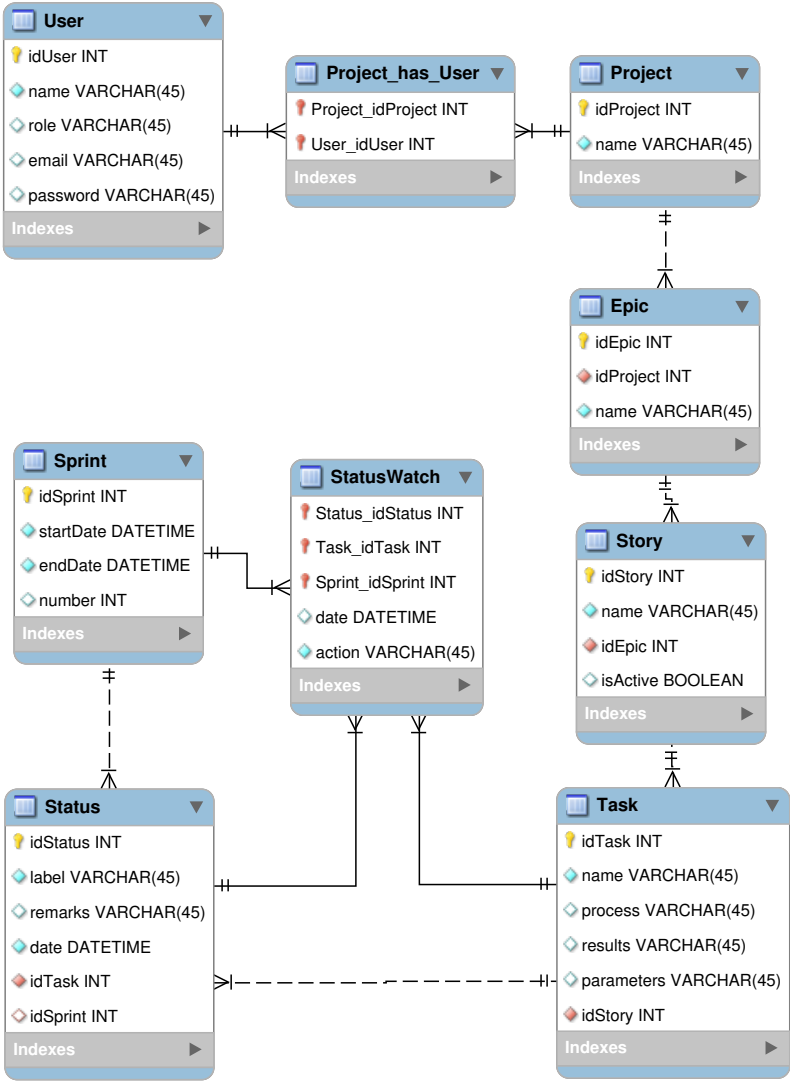 User
idUser INT
name VARCHAR(45)
role VARCHAR(45)
email VARCHAR(45)
password VARCHAR(45)
Indexes
Project_has_User
Project_idProject INT
User_idUser INT
Indexes
Project
idProject INT
name VARCHAR(45)
Indexes
Epic
idEpic INT
idProject INT
name VARCHAR(45)
Indexes
Sprint
idSprint INT
startDate DATETIME
endDate DATETIME
number INT
Indexes
StatusWatch
Status_idStatus INT
Task_idTask INT
Sprint_idSprint INT
date DATETIME
action VARCHAR(45)
Indexes
Story
idStory INT
name VARCHAR(45)
idEpic INT
isActive BOOLEAN
Indexes
Status
idStatus INT
label VARCHAR(45)
remarks VARCHAR(45)
date DATETIME
idTask INT
idSprint INT
Indexes
Task
idTask INT
name VARCHAR(45)
process VARCHAR(45)
results VARCHAR(45)
parameters VARCHAR(45)
idStory INT
Indexes